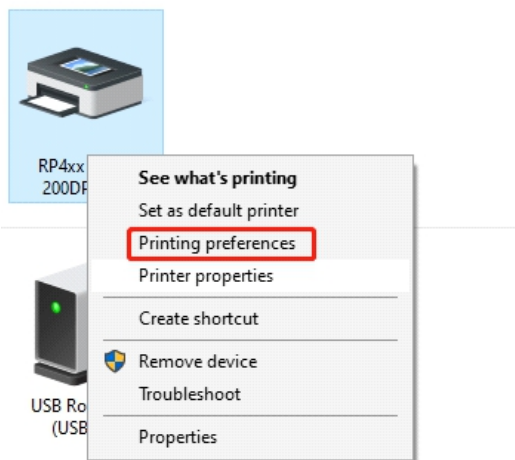 RP4xx
200DP
See what's printing
Set as default printer
Printing preferences
Printer properties
Create shortcut
Remove device
Troubleshoot
USB Ro
(USB
Properties